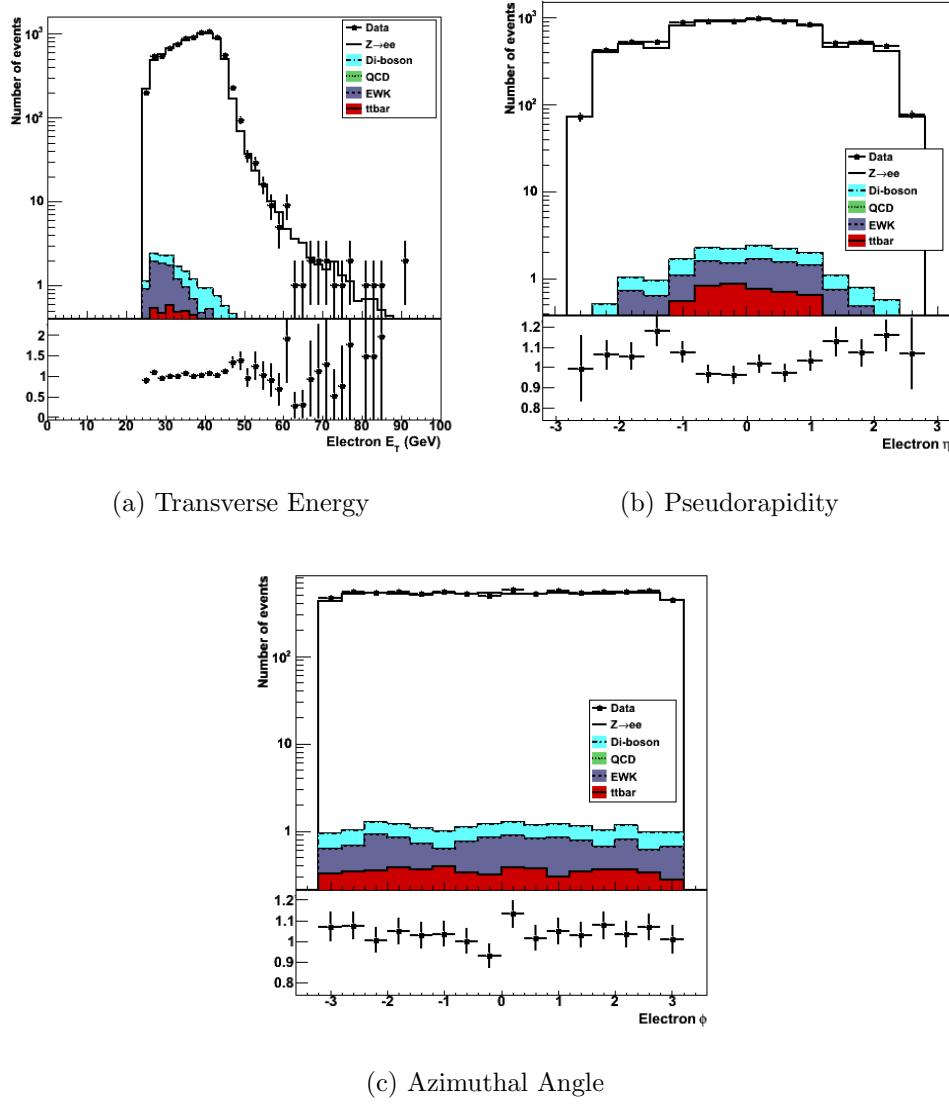 Number of events
10³
10²
10
1
Data
Z→ee
Di-boson
QCD
EWK
ttbar
2
1.5
1
0.5
0
0 10 20 30 40 50 60 70 80 90 100
Electron E_T (GeV)
(a) Transverse Energy
Number of events
10³
10²
10
1
Data
Z→ee
Di-boson
QCD
EWK
ttbar
1.2
1.1
1
0.9
0.8
-3 -2 -1 0 1 2 3
Electron η
(b) Pseudorapidity
Number of events
10²
10
1
Data
Z→ee
Di-boson
QCD
EWK
ttbar
1.2
1.1
1
0.9
0.8
-3 -2 -1 0 1 2 3
Electron ϕ
(c) Azimuthal Angle